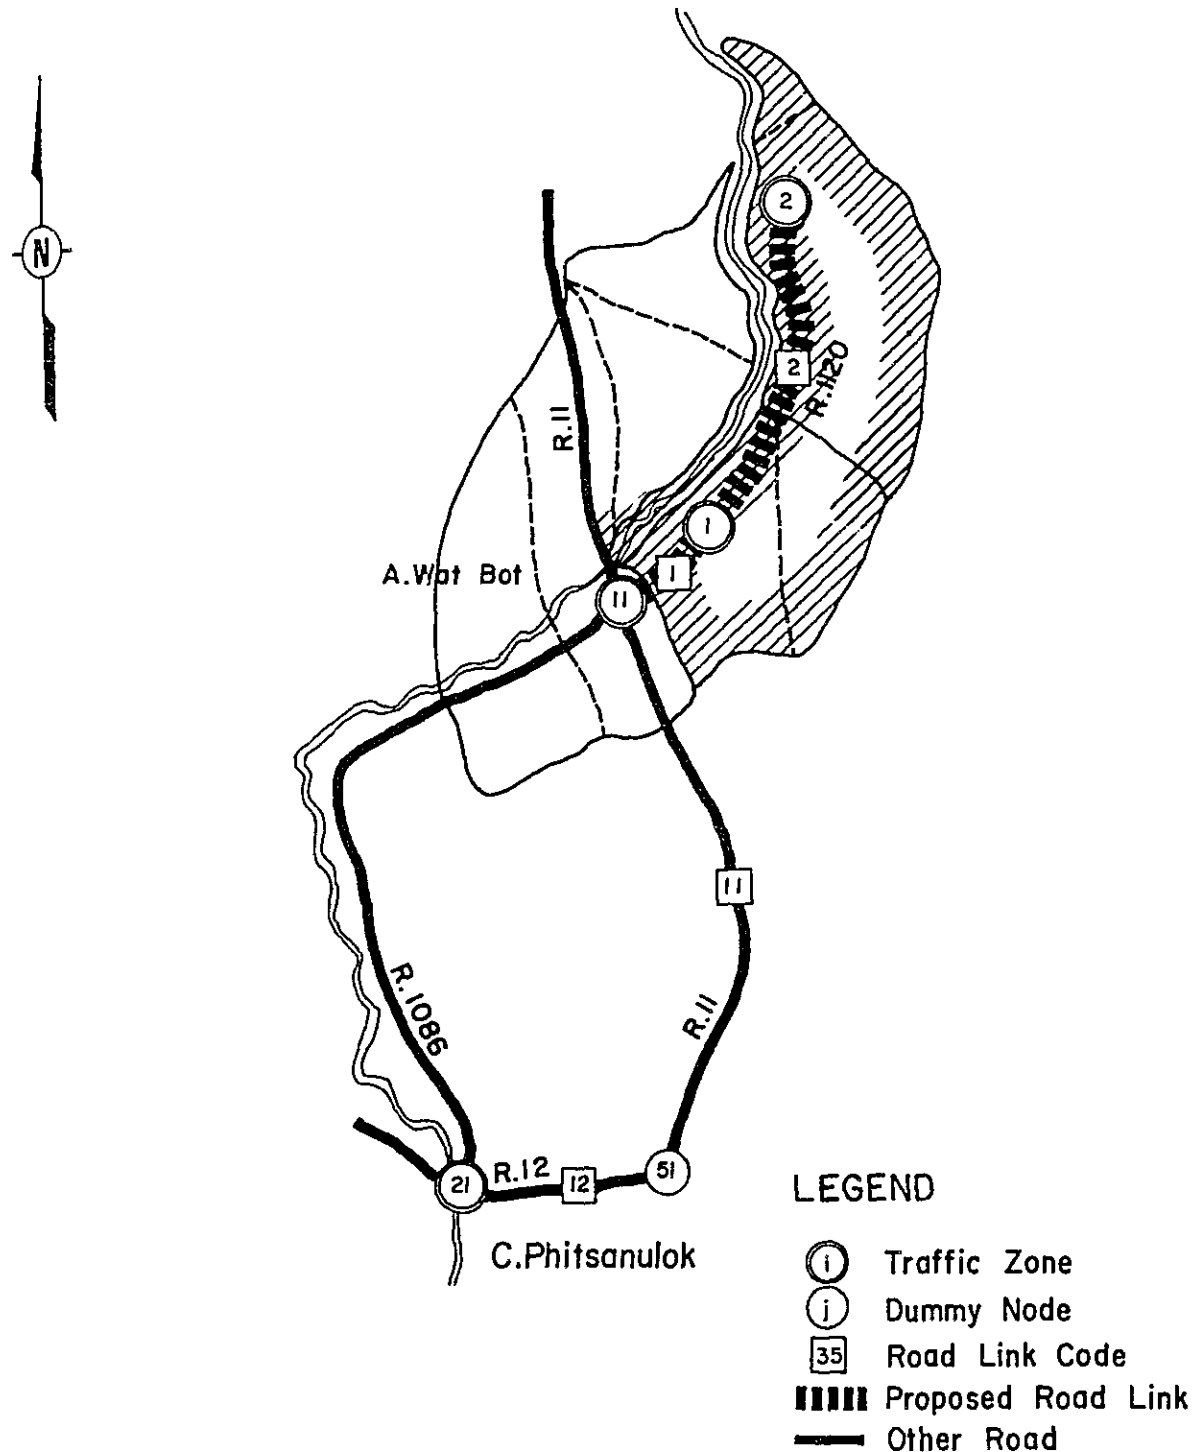 N
2
2
R.1120
R.11
1
1
A.Wat Bot
11
11
R.1086
R.11
21
R.12
12
51
C.Phitsanulok
LEGEND
i Traffic Zone
j Dummy Node
35 Road Link Code
Proposed Road Link
Other Road